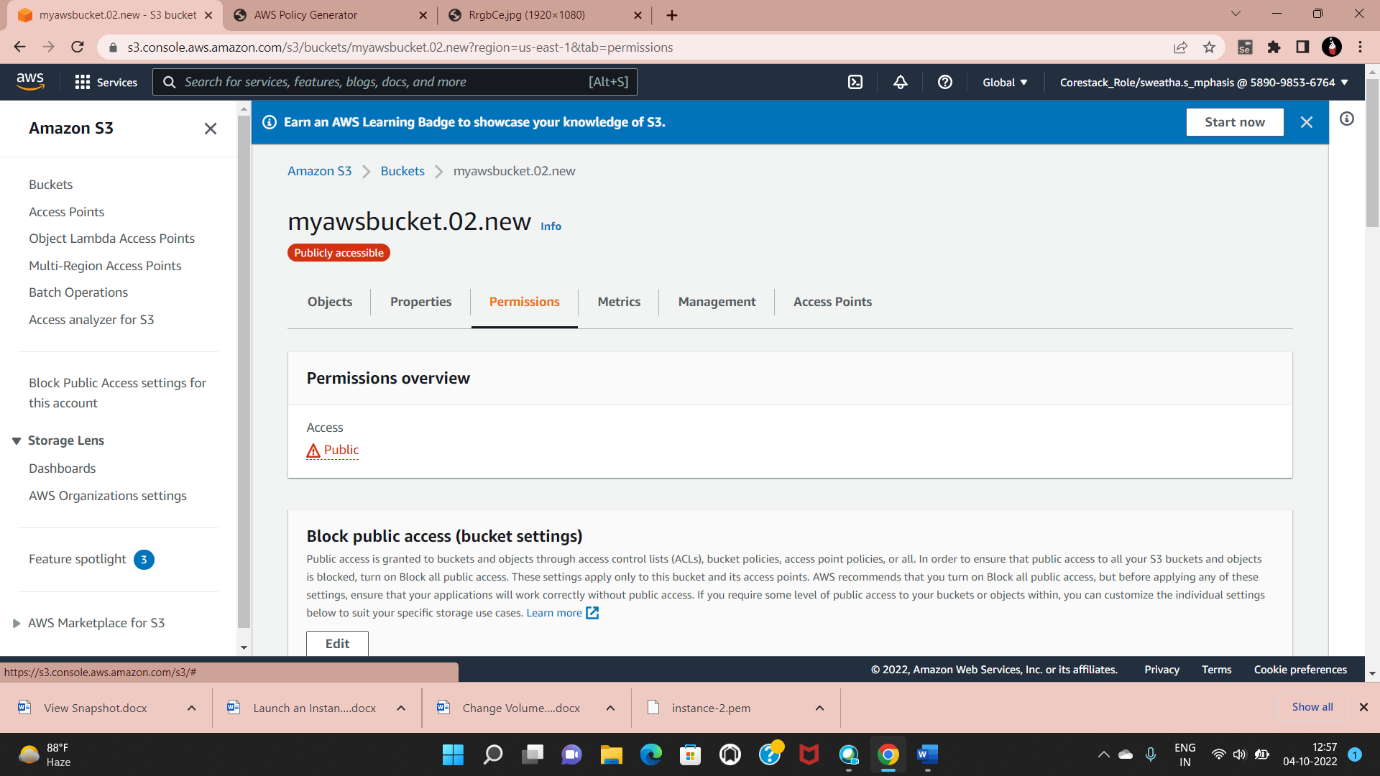 myawsbucket.02.new - S3 bucket
AWS Policy Generator
RrgbCe.jpg (1920×1080)
s3.console.aws.amazon.com/s3/buckets/myawsbucket.02.new?region=us-east-1&tab=permissions
Se
aws
Services
Search for services, features, blogs, docs, and more
[Alt+S]
Global
Corestack_Role/sweatha.s_mphasis @ 5890-9853-6764
Amazon S3
Buckets
Access Points
Object Lambda Access Points
Multi-Region Access Points
Batch Operations
Access analyzer for S3
Block Public Access settings for
this account
Storage Lens
Dashboards
AWS Organizations settings
Feature spotlight 3
AWS Marketplace for S3
Earn an AWS Learning Badge to showcase your knowledge of S3.
Start now
Amazon S3 Buckets myawsbucket.02.new
myawsbucket.02.new Info
Publicly accessible
Objects Properties Permissions Metrics Management Access Points
Permissions overview
Access
Public
Block public access (bucket settings)
Public access is granted to buckets and objects through access control lists (ACLs), bucket policies, access point policies, or all. In order to ensure that public access to all your S3 buckets and objects
is blocked, turn on Block all public access. These settings apply only to this bucket and its access points. AWS recommends that you turn on Block all public access, but before applying any of these
settings, ensure that your applications will work correctly without public access. If you require some level of public access to your buckets or objects within, you can customize the individual settings
below to suit your specific storage use cases. Learn more
Edit
https://s3.console.aws.amazon.com/s3/#
© 2022, Amazon Web Services, Inc. or its affiliates. Privacy Terms Cookie preferences
View Snapshot.docx
Launch an Instan....docx
Change Volume....docx
instance-2.pem
Show all
88°F
Haze
ENG
IN
12:57
04-10-2022
1